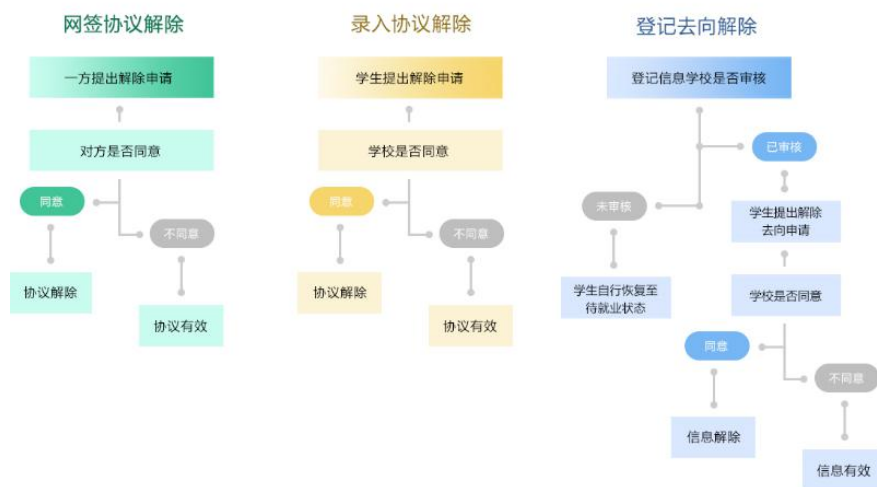 网签协议解除
一方提出解除申请
对方是否同意
同意
不同意
协议解除
协议有效
录入协议解除
学生提出解除申请
学校是否同意
同意
不同意
协议解除
协议有效
登记去向解除
登记信息学校是否审核
已审核
未审核
学生提出解除
去向申请
学生自行恢复至
待就业状态
学校是否同意
同意
不同意
信息解除
信息有效